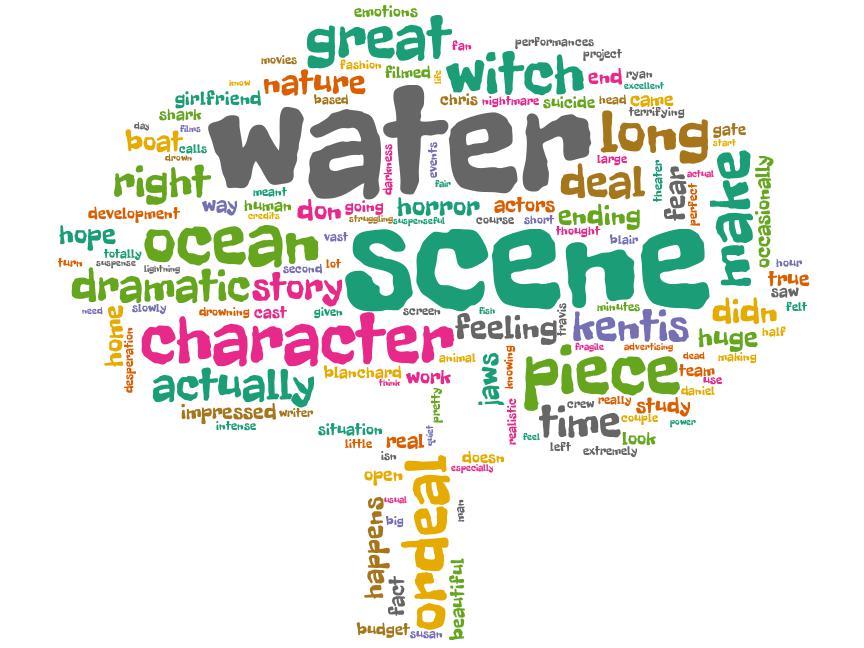 emotions
great
fan
performances
project
movies
fashion
filmed
life
witch
end
ryan
excellent
know
nature
based
chris
nightmare
suicide
head
came
terrifying
girlfriend
shark
water
long
gate
start
day
films
boat
calls
drown
darkness
events
fair
large
deal
theater
fear
actual
perfect
make
occasionally
right
meant
way
human
credits
don
going
struggling
suspenseful
horror
actors
course
short
ending
thought
blair
development
hope
totally
ocean
vast
scene
turn
suspense
lightning
second
lot
hour
true
saw
felt
dramatic
story
need
slowly
drowning
cast
given
screen
fish
travis
minutes
didn
half
home
desperation
character
feeling
kentis
huge
fragile
advertising
dead
making
animal
jaws
knowing
piece
team
use
daniel
actually
blanchard
think
work
pretty
impressed
writer
intense
realistic
time
crew
really
study
couple
power
feel
left
extremely
look
situation
little
real
quiet
isn
doesn
especially
open
usual
big
happens
fact
ordeal
man
beautiful
budget
susan